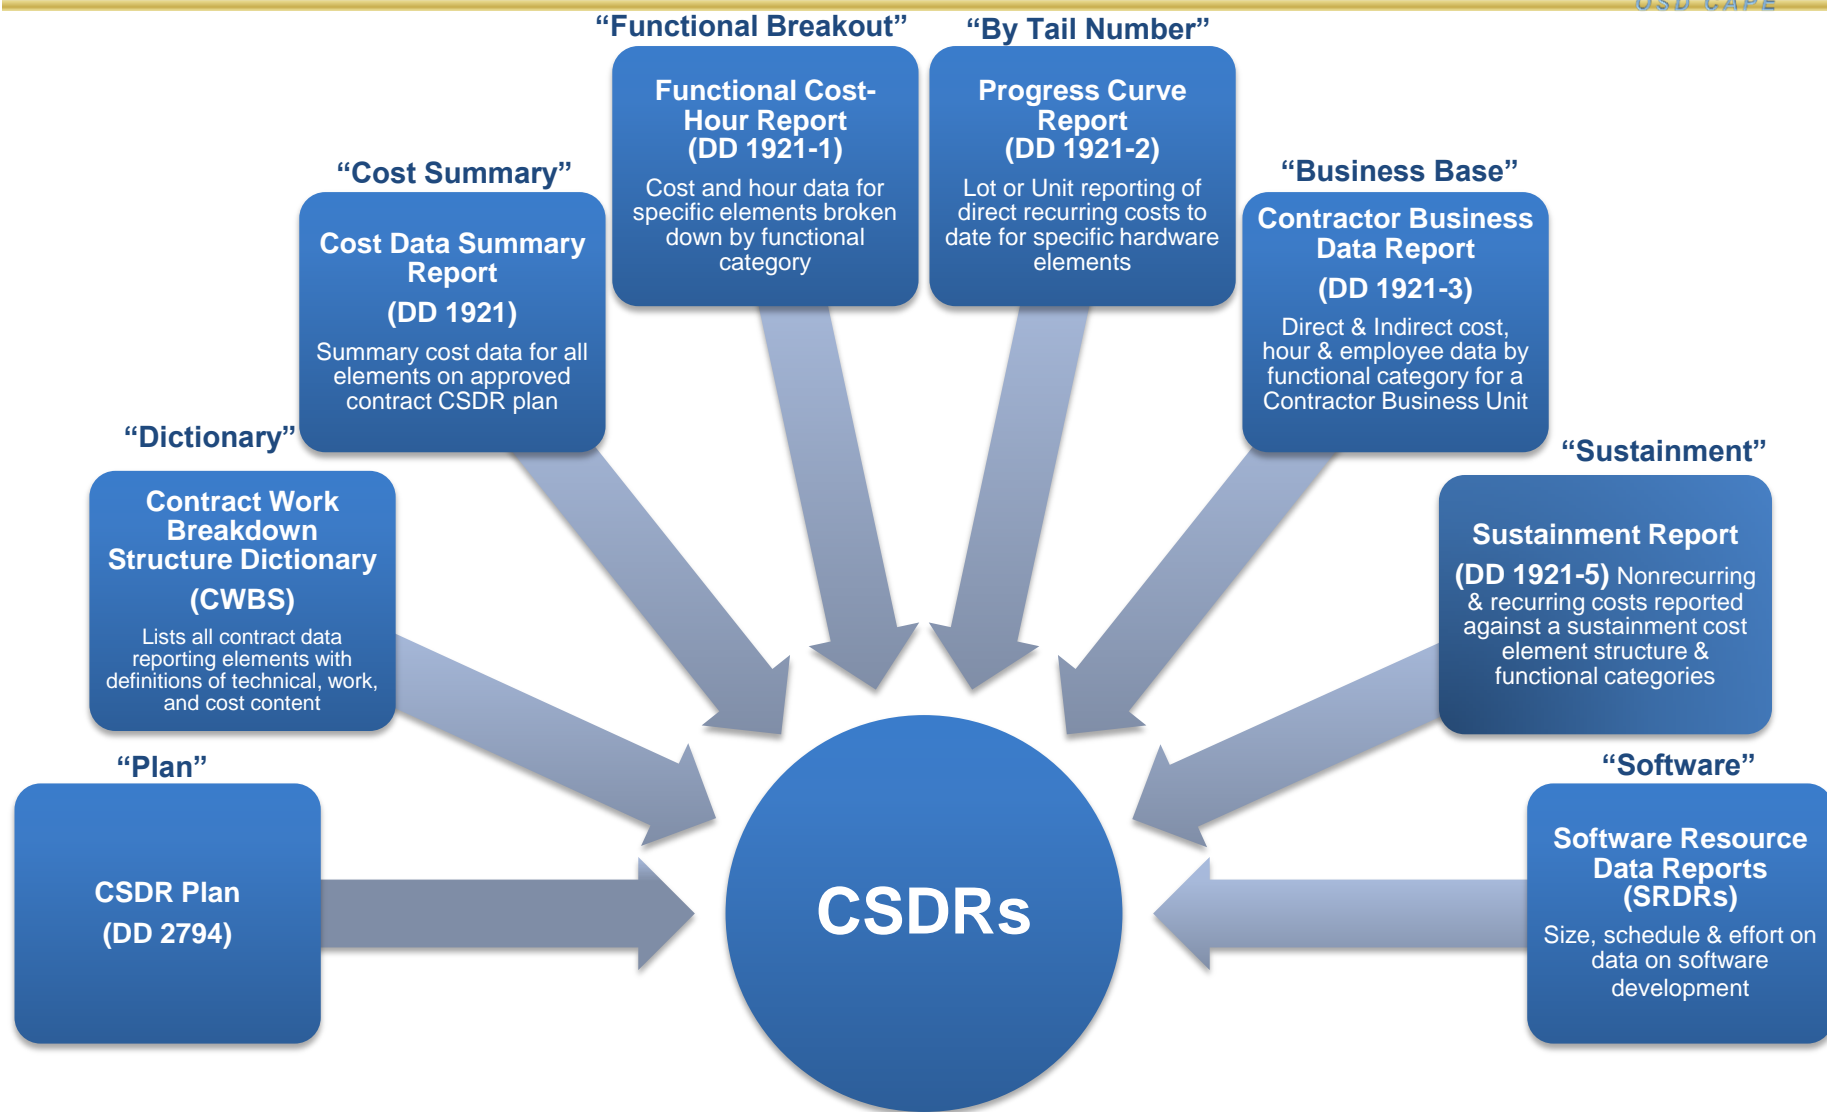 OSD CAPE
“Functional Breakout”
“By Tail Number”
Functional Cost-
Hour Report
(DD 1921-1)
Cost and hour data for
specific elements broken
down by functional
category
Progress Curve
Report
(DD 1921-2)
Lot or Unit reporting of
direct recurring costs to
date for specific hardware
elements
“Cost Summary”
Cost Data Summary
Report
(DD 1921)
Summary cost data for all
elements on approved
contract CSDR plan
“Business Base”
Contractor Business
Data Report
(DD 1921-3)
Direct & Indirect cost,
hour & employee data by
functional category for a
Contractor Business Unit
“Dictionary”
Contract Work
Breakdown
Structure Dictionary
(CWBS)
Lists all contract data
reporting elements with
definitions of technical, work,
and cost content
“Sustainment”
Sustainment Report
(DD 1921-5) Nonrecurring
& recurring costs reported
against a sustainment cost
element structure &
functional categories
“Plan”
CSDR Plan
(DD 2794)
CSDRs
“Software”
Software Resource
Data Reports
(SRDRs)
Size, schedule & effort on
data on software
development